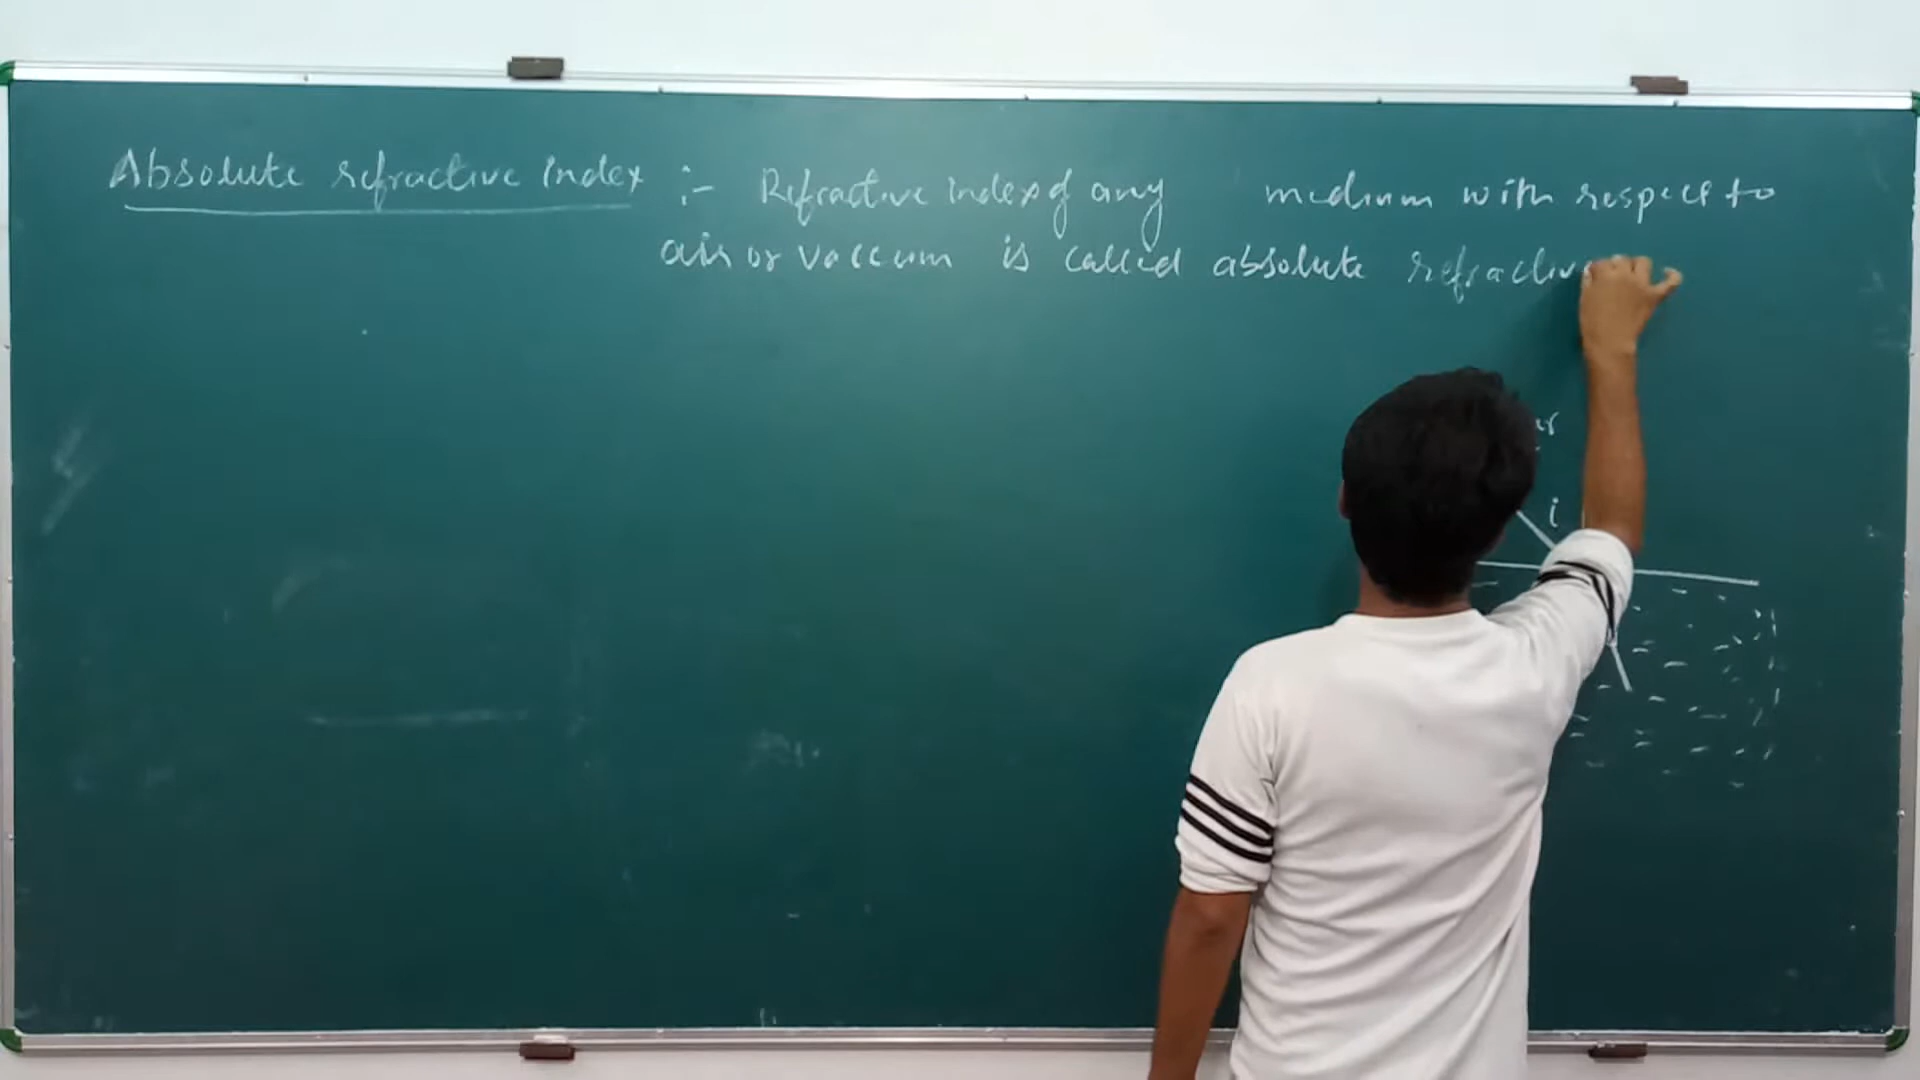 Absolute refractive index :- Refractive index of any medium with respect to
air or vaccum is called absolute refractive
i